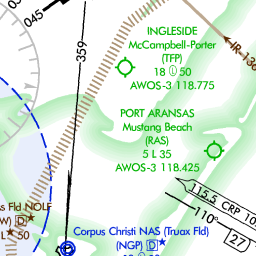 045
359
INGLESIDE
McCampbell-Porter
(TFP)
18 Ⓛ 50
AWOS-3 118.775
IR-136
PORT ARANSAS
Mustang Beach
(RAS)
5 L 35
AWOS-3 118.425
115.5 CRP 10
110°
27
Fld NOLF
W) D
L 50
Corpus Christi NAS (Truax Fld)
(NGP) D